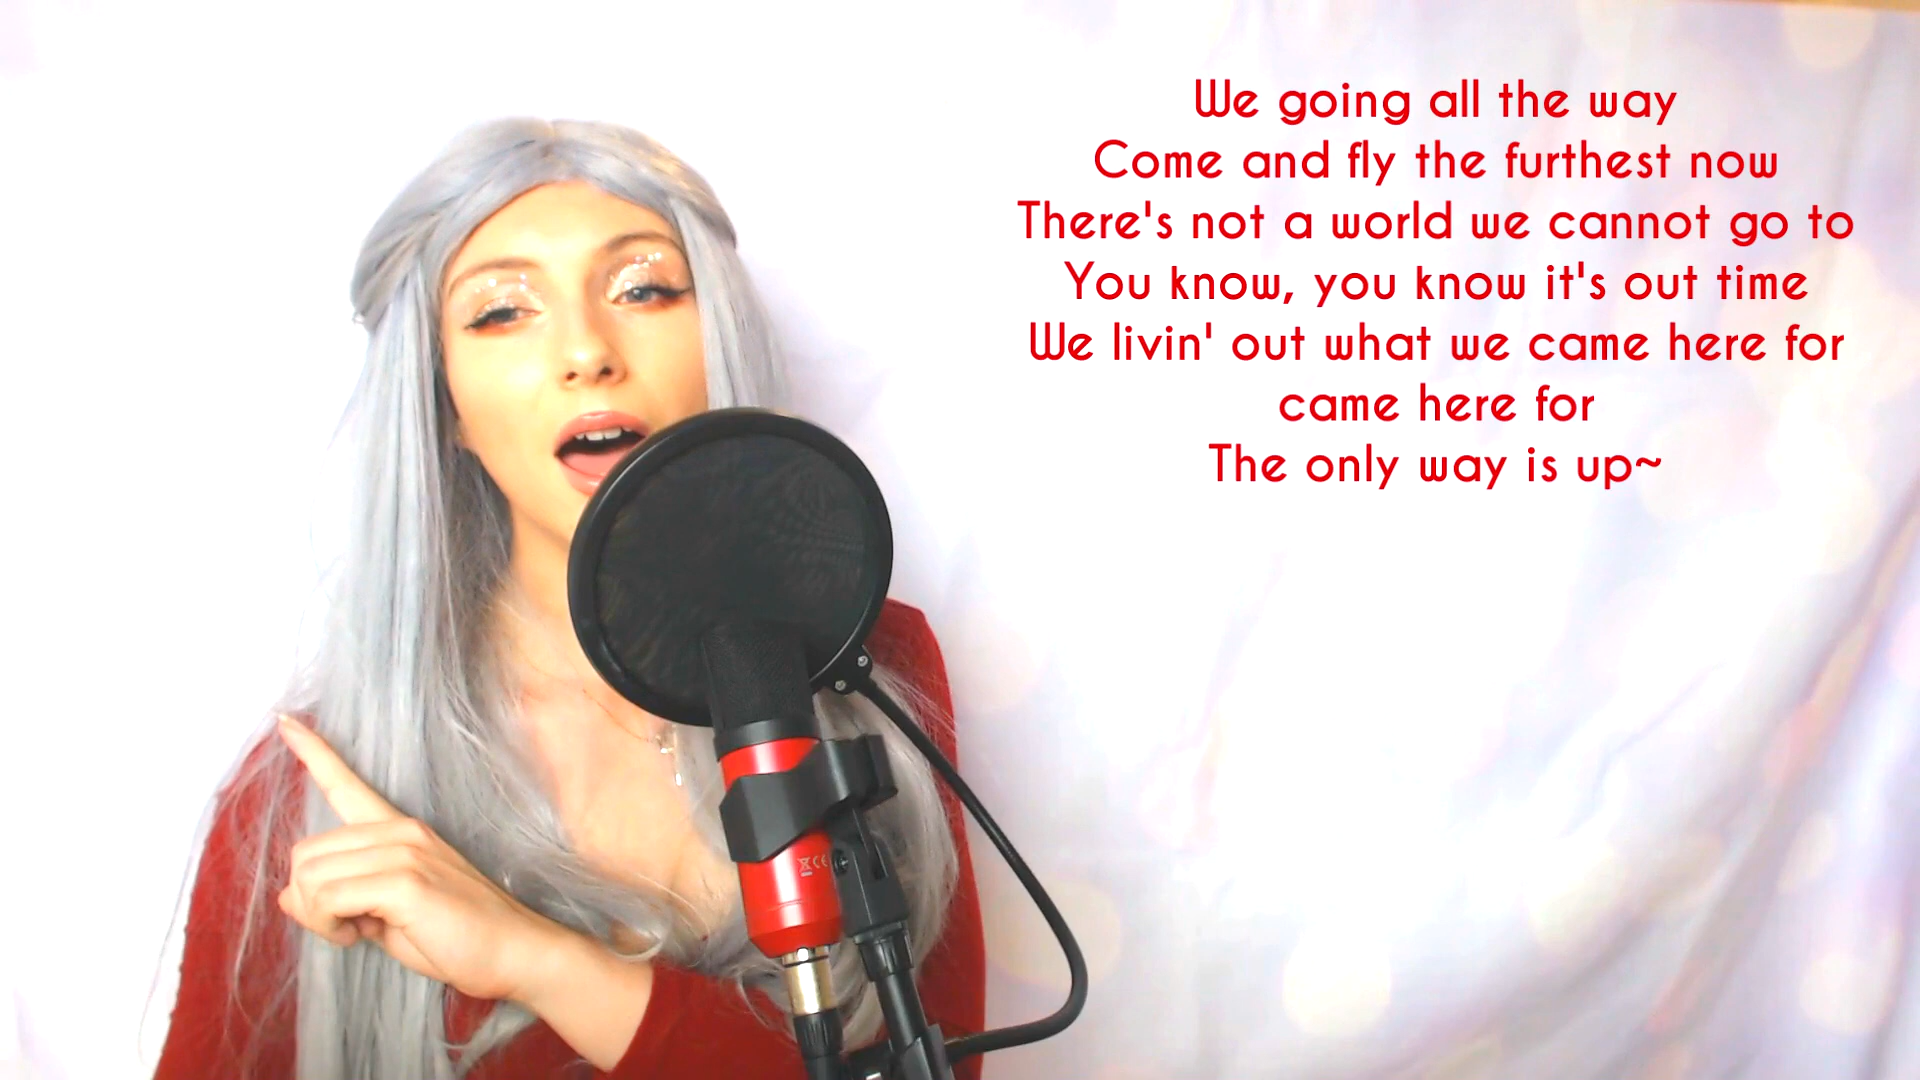 We going all the way
Come and fly the furthest now
There's not a world we cannot go to
You know, you know it's out time
We livin' out what we came here for
came here for
The only way is up~
CE